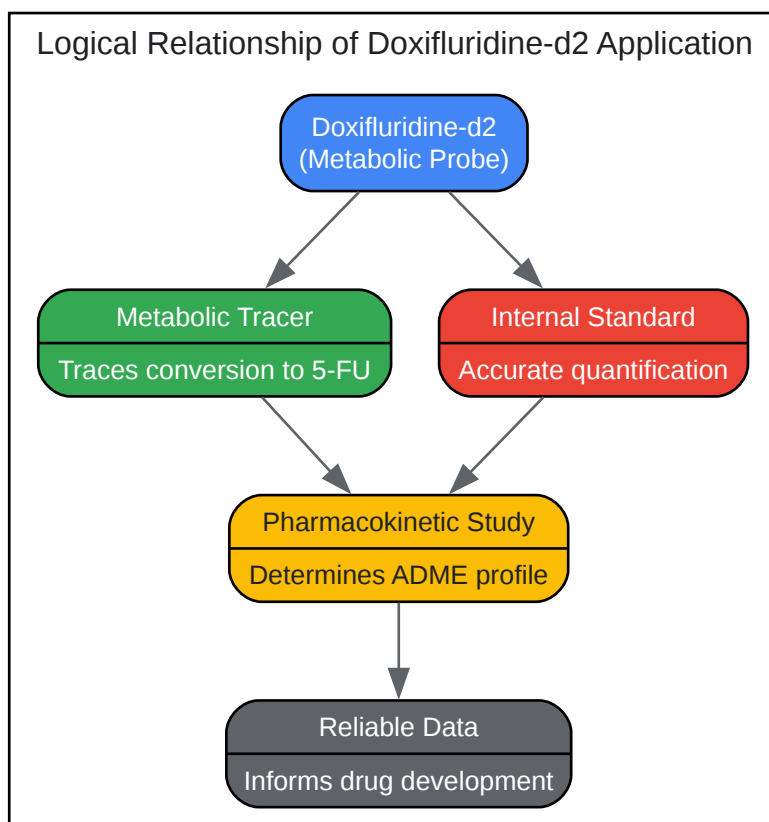 Logical Relationship of Doxifluridine-d2 Application
Doxifluridine-d2
(Metabolic Probe)
Metabolic Tracer
Traces conversion to 5-FU
Internal Standard
Accurate quantification
Pharmacokinetic Study
Determines ADME profile
Reliable Data
Informs drug development